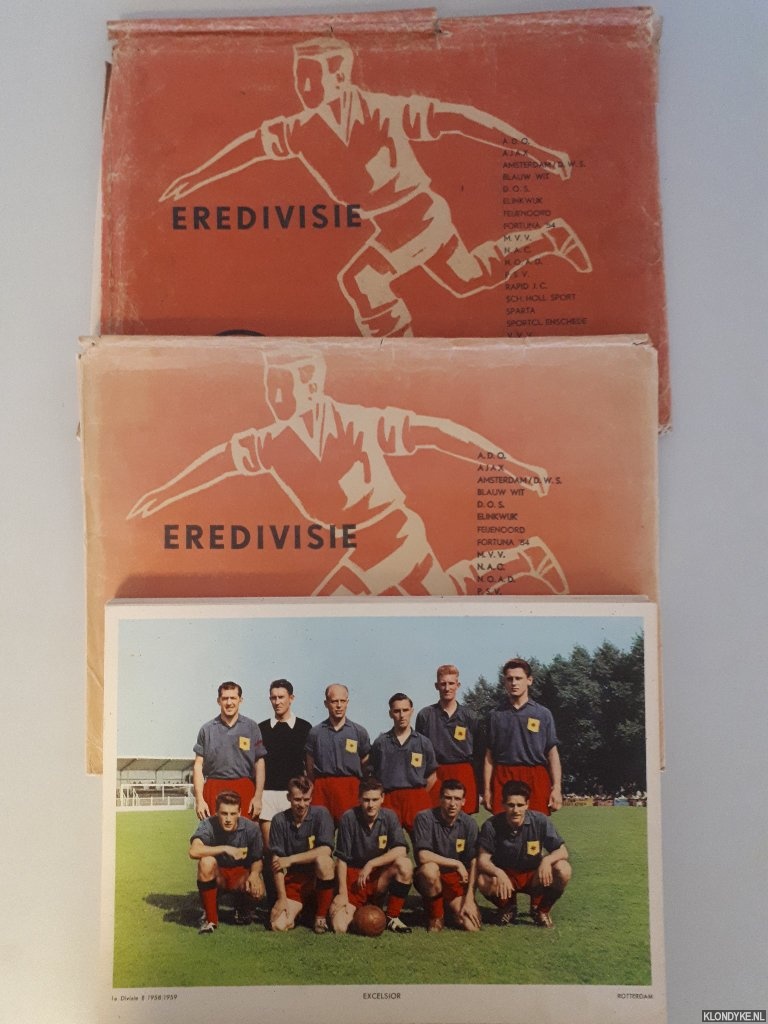 A.D.O.
AJAX
AMSTERDAM/D.W.S.
BLAUW WIT
D.O.S.
ELINKWIJK
FEIJENOORD
FORTUNA '54
M.V.V.
N.A.C.
N.O.A.D.
P.S.V.
RAPID J.C.
SCH. HOLL SPORT
SPARTA
SPORTCL. ENSCHEDE
V.V.V.
EREDIVISIE
A.D.O.
AJAX
AMSTERDAM/D.W.S.
BLAUW WIT
D.O.S.
ELINKWIJK
FEIJENOORD
FORTUNA '54
M.V.V.
N.A.C.
N.O.A.D.
P.S.V.
EREDIVISIE
1e Divisie B 1958/1959 EXCELSIOR ROTTERDAM
KLONDYKE.NL